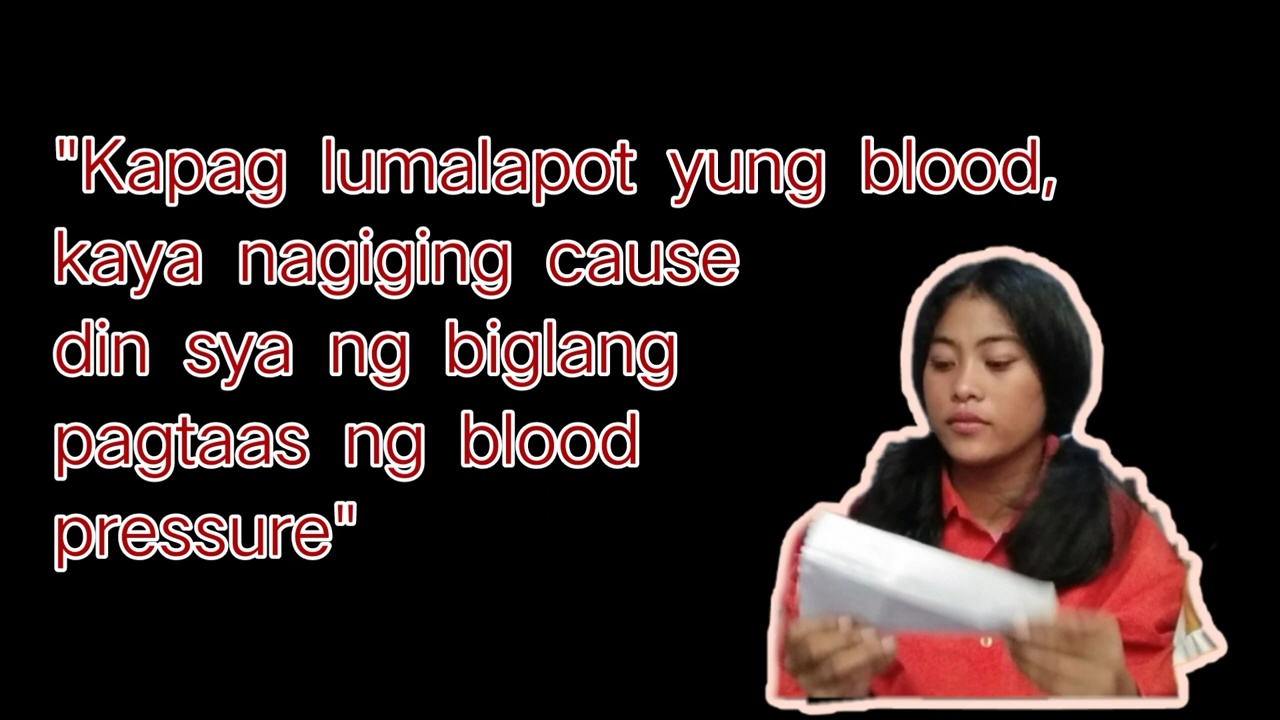 "Kapag lumalapot yung blood,
kaya nagiging cause
din sya ng biglang
pagtaas ng blood
pressure"